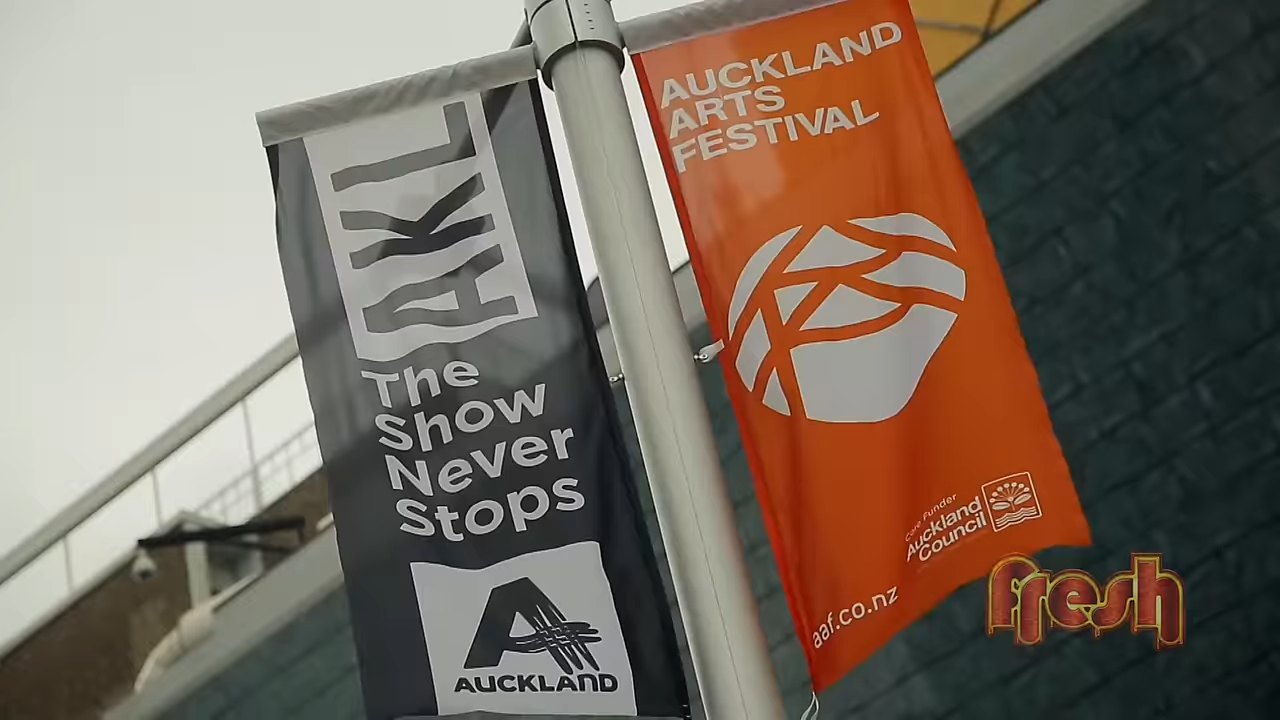 AKL
The
Show
Never
Stops
AUCKLAND
AUCKLAND
ARTS
FESTIVAL
Core Funder
Auckland
Council
aaf.co.nz
fresh